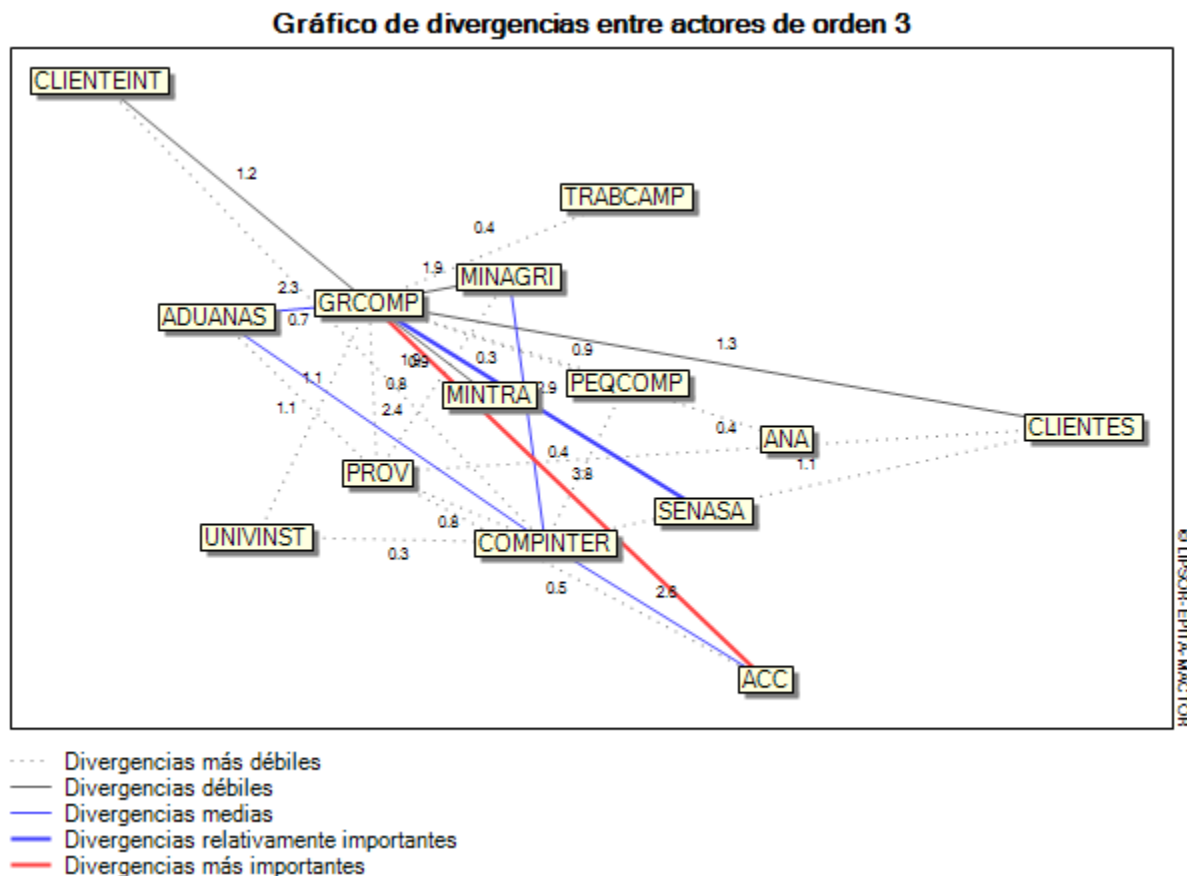 Gráfico de divergencias entre actores de orden 3
CLIENTEINT
1.2
TRABCAMP
0.4
1.9
MINAGRI
2.3
GRCOMP
ADUANAS
0.7
1.3
0.3
0.9
1.1
0.8
MINTRA
2.9
PEQCOMP
1.1
2.4
0.4
ANA
CLIENTES
0.4
1.1
PROV
3.8
SENASA
0.8
UNIVINST
COMPINTER
0.3
0.5
ACC
© LIPSOR-EPITA-MACTOR
Divergencias más débiles
Divergencias débiles
Divergencias medias
Divergencias relativamente importantes
Divergencias más importantes